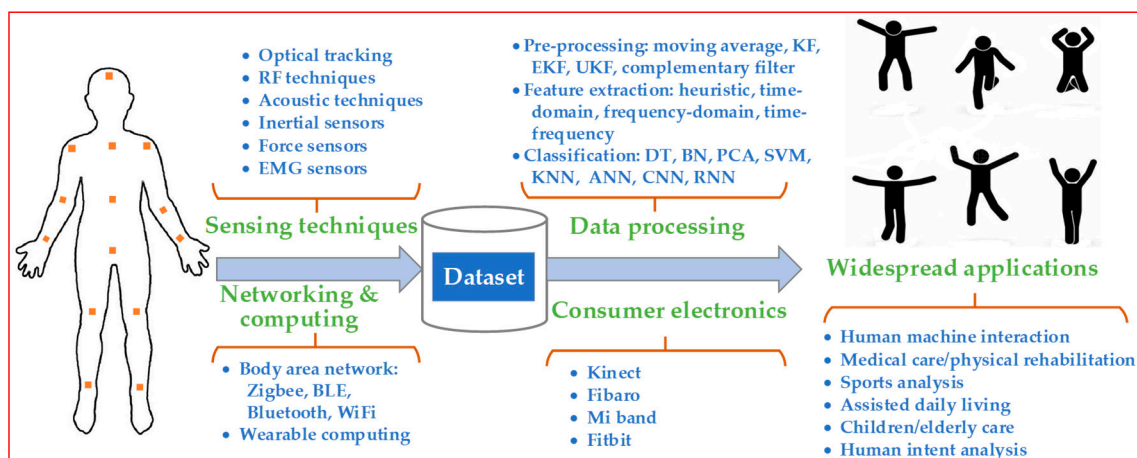 • Optical tracking
• RF techniques
• Acoustic techniques
• Inertial sensors
• Force sensors
• EMG sensors
Sensing techniques
Networking &
computing
• Body area network:
Zigbee, BLE,
Bluetooth, WiFi
• Wearable computing
Dataset
• Pre-processing: moving average, KF,
EKF, UKF, complementary filter
• Feature extraction: heuristic, time-
domain, frequency-domain, time-
frequency
• Classification: DT, BN, PCA, SVM,
KNN, ANN, CNN, RNN
Data processing
Consumer electronics
• Kinect
• Fibaro
• Mi band
• Fitbit
Widespread applications
• Human machine interaction
• Medical care/physical rehabilitation
• Sports analysis
• Assisted daily living
• Children/elderly care
• Human intent analysis